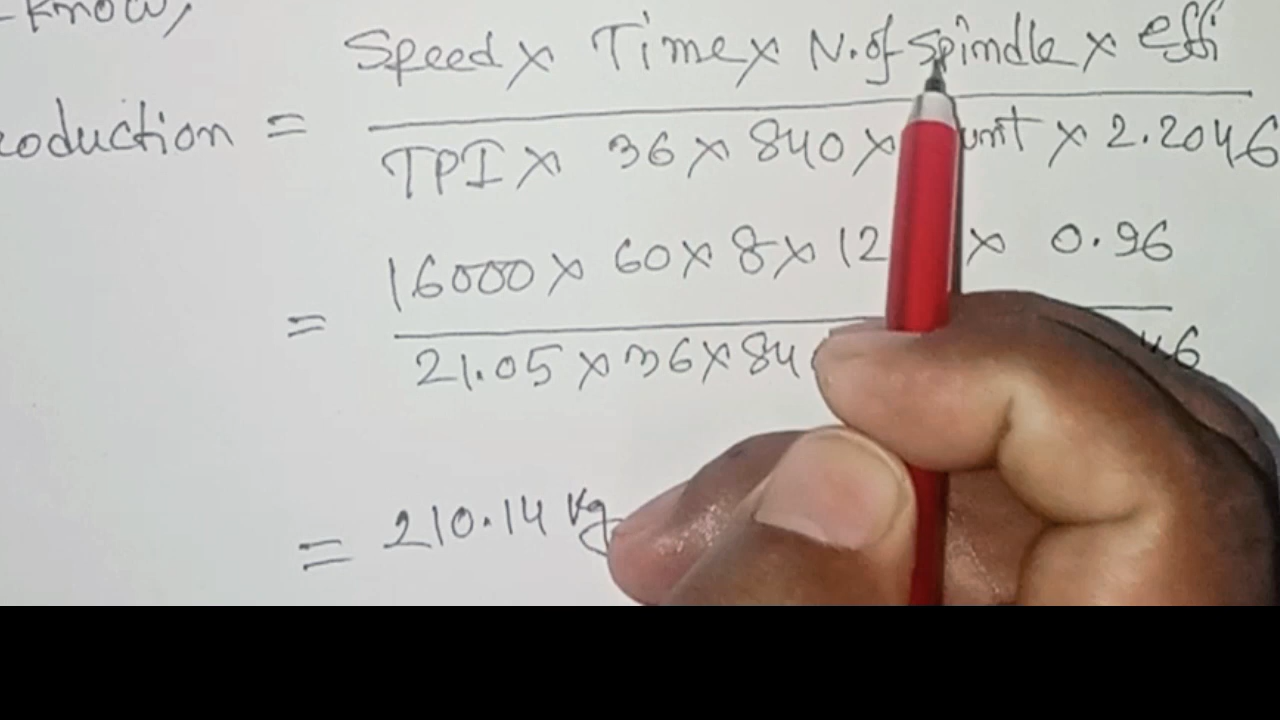 know,
Speed x Time x N.of spindle x effi
roduction =
TPI x 36 x 840 x unt x 2.2046
16000 x 60 x 8 x 12 x 0.96
=
21.05 x 36 x 84 46
= 210.14 Kg